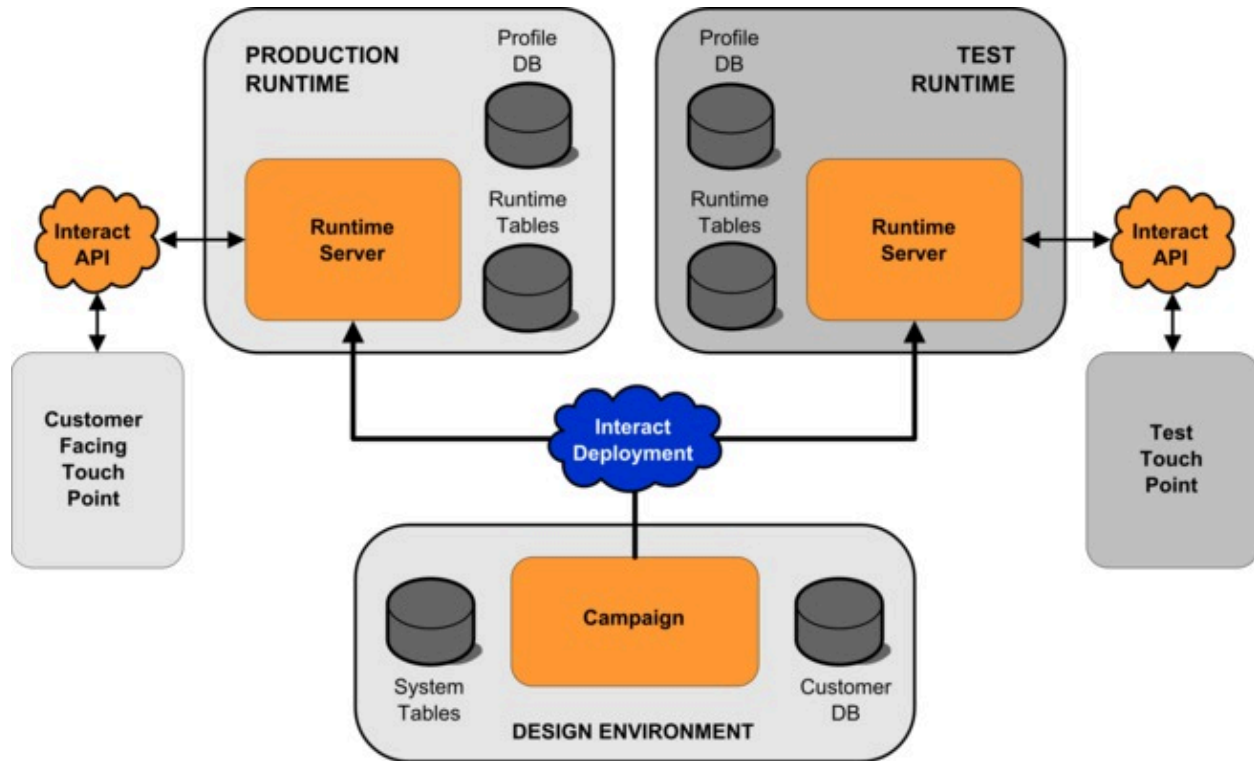 PRODUCTION
RUNTIME
Profile
DB
Runtime
Tables
Runtime
Server
Interact
API
Customer
Facing
Touch
Point
Profile
DB
TEST
RUNTIME
Runtime
Tables
Runtime
Server
Interact
API
Test
Touch
Point
Interact
Deployment
Campaign
System
Tables
Customer
DB
DESIGN ENVIRONMENT